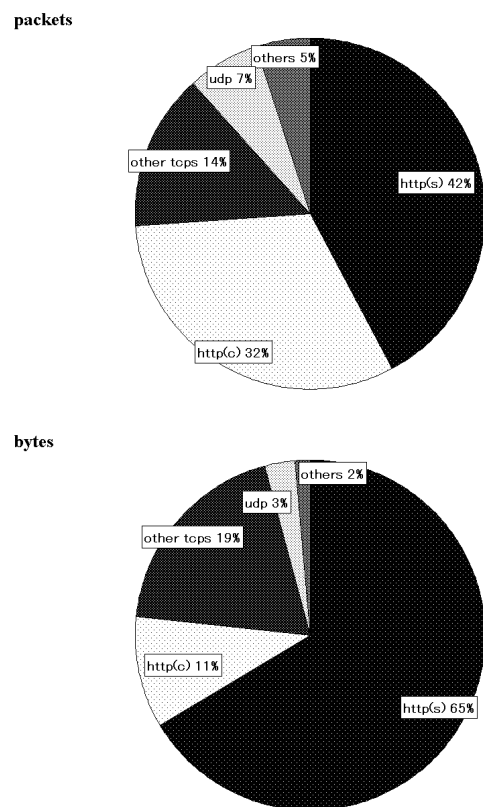 packets
others 5%
udp 7%
other tcps 14%
http(s) 42%
http(c) 32%
bytes
others 2%
udp 3%
other tcps 19%
http(c) 11%
http(s) 65%